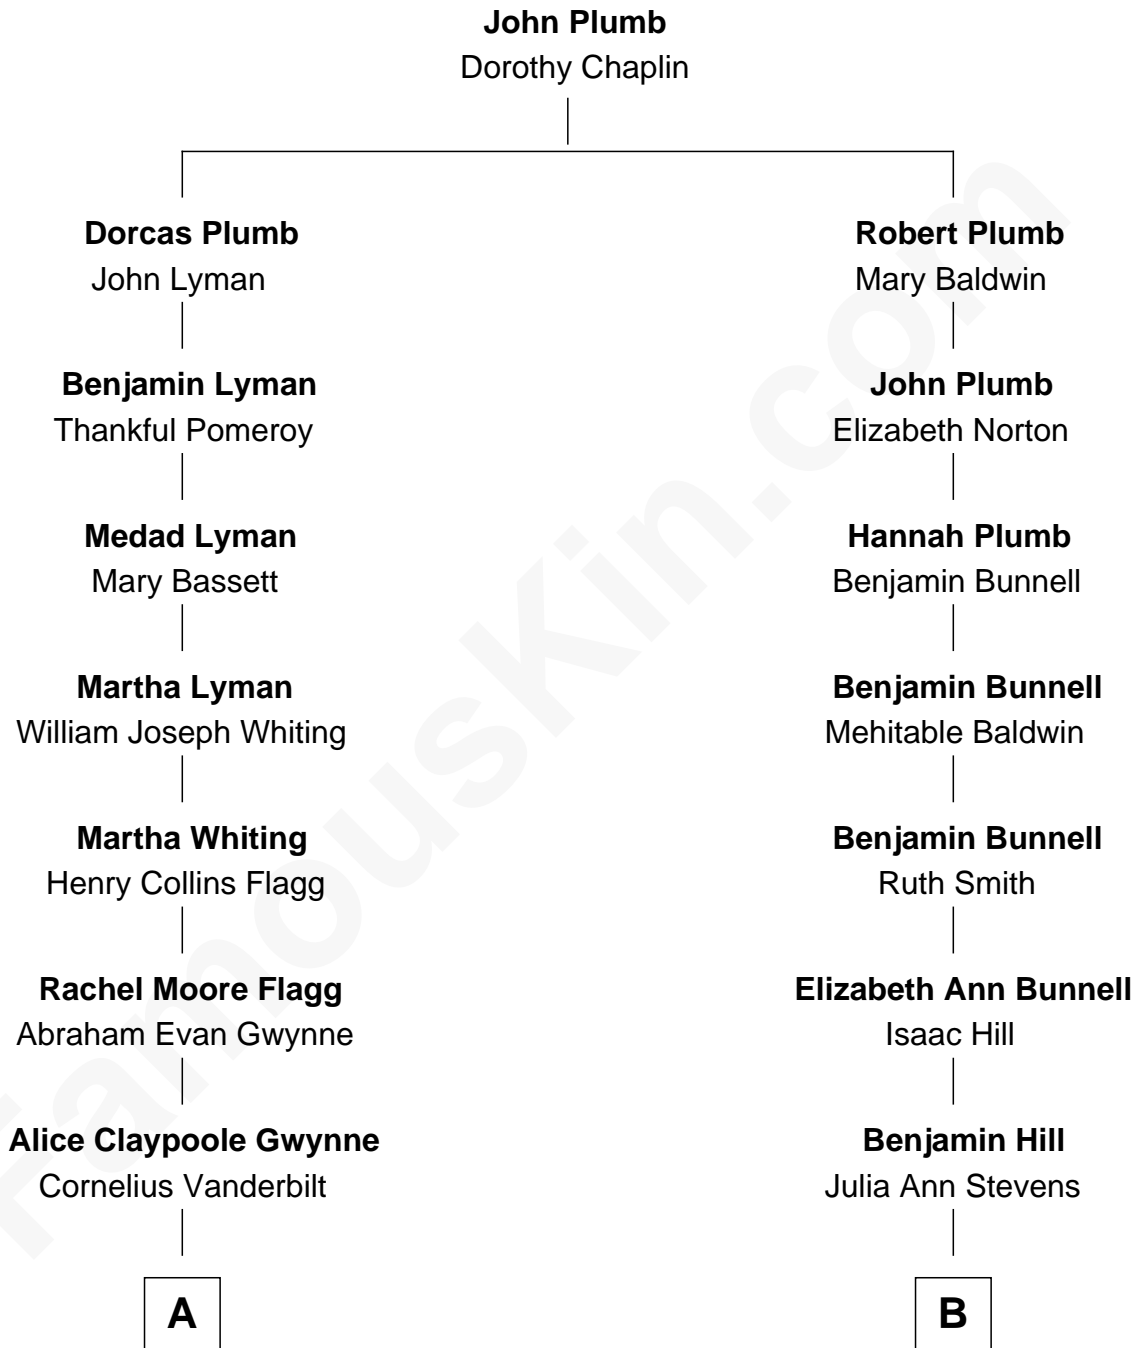 John Plumb
Dorothy Chaplin
Dorcas Plumb
John Lyman
Robert Plumb
Mary Baldwin
Benjamin Lyman
Thankful Pomeroy
John Plumb
Elizabeth Norton
Medad Lyman
Mary Bassett
Hannah Plumb
Benjamin Bunnell
Martha Lyman
William Joseph Whiting
Benjamin Bunnell
Mehitable Baldwin
Martha Whiting
Henry Collins Flagg
Benjamin Bunnell
Ruth Smith
Rachel Moore Flagg
Abraham Evan Gwynne
Elizabeth Ann Bunnell
Isaac Hill
Alice Claypoole Gwynne
Cornelius Vanderbilt
Benjamin Hill
Julia Ann Stevens
A
B
FamousKin.com